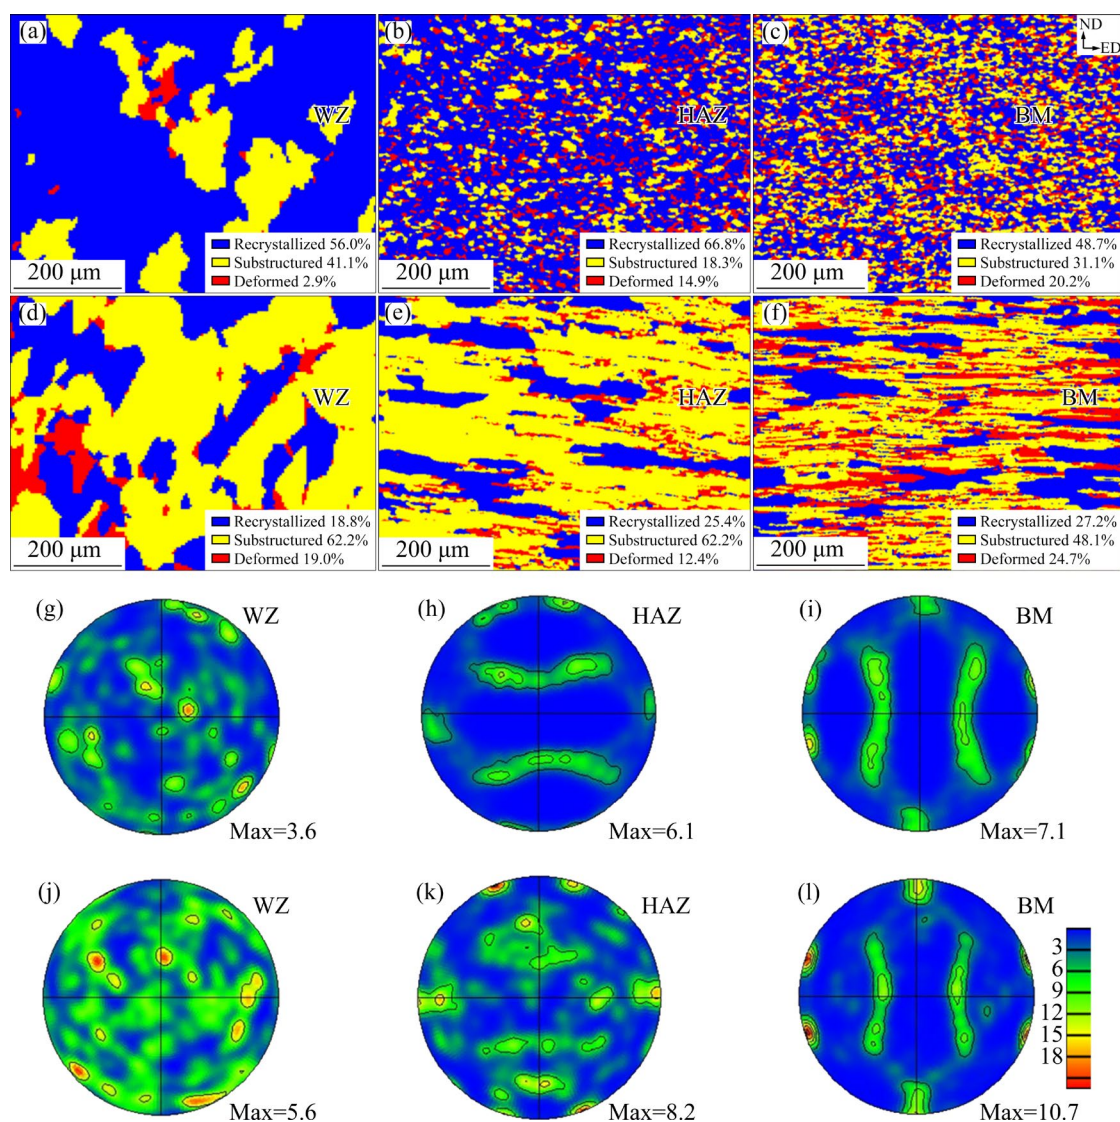 (a)
WZ
Recrystallized 56.0%
Substructured 41.1%
Deformed 2.9%
200 μm
(b)
HAZ
Recrystallized 66.8%
Substructured 18.3%
Deformed 14.9%
200 μm
(c)
ND
ED
BM
Recrystallized 48.7%
Substructured 31.1%
Deformed 20.2%
200 μm
(d)
WZ
Recrystallized 18.8%
Substructured 62.2%
Deformed 19.0%
200 μm
(e)
HAZ
Recrystallized 25.4%
Substructured 62.2%
Deformed 12.4%
200 μm
(f)
BM
Recrystallized 27.2%
Substructured 48.1%
Deformed 24.7%
200 μm
(g)
WZ
Max=3.6
(h)
HAZ
Max=6.1
(i)
BM
Max=7.1
(j)
WZ
Max=5.6
(k)
HAZ
Max=8.2
(l)
BM
Max=10.7
3
6
9
12
15
18